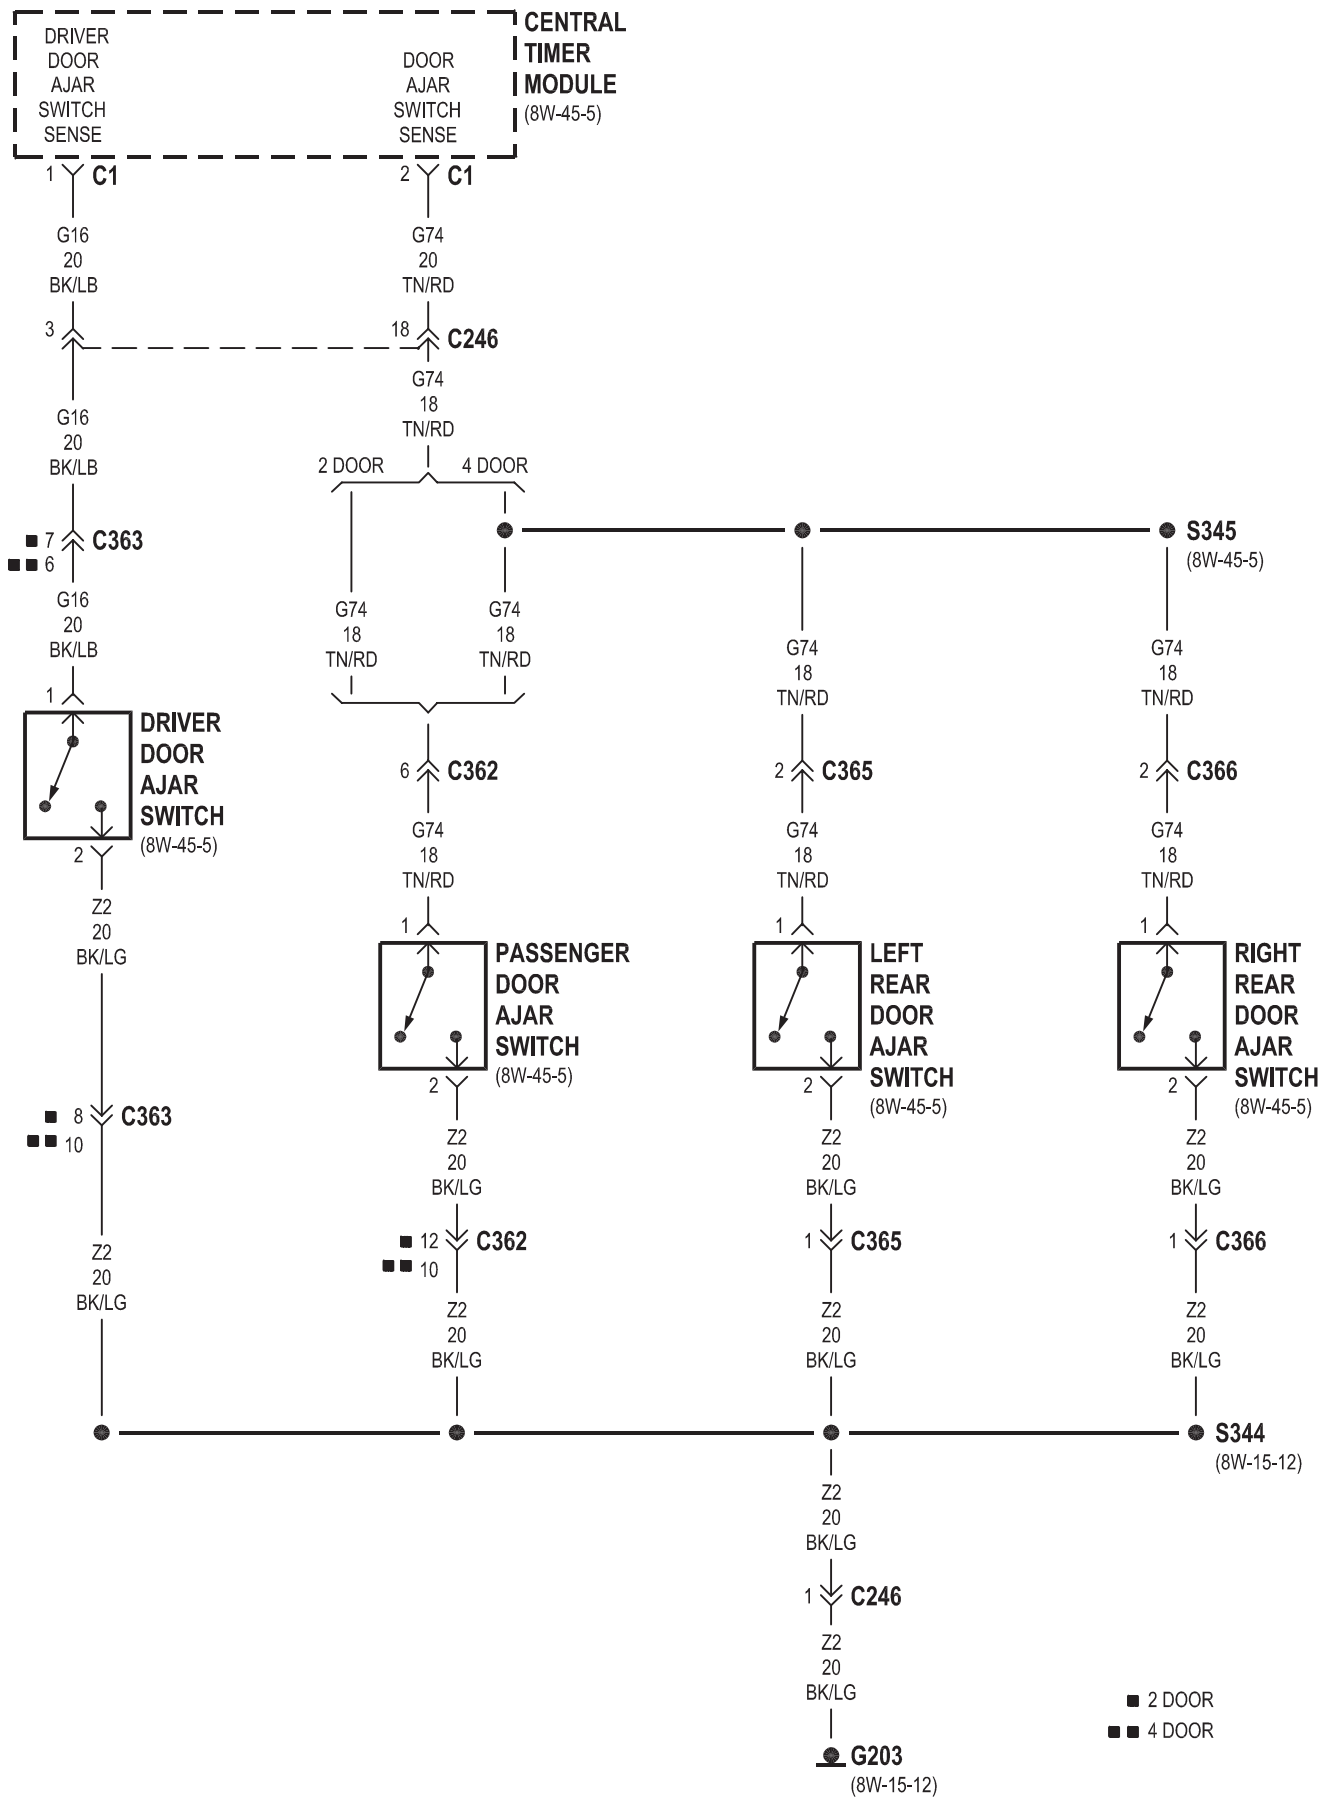 DRIVER
DOOR
AJAR
SWITCH
SENSE
DOOR
AJAR
SWITCH
SENSE
CENTRAL
TIMER
MODULE
(8W-45-5)
1 C1
2 C1
G16
20
BK/LB
G74
20
TN/RD
3
18 C246
G16
20
BK/LB
G74
18
TN/RD
2 DOOR
4 DOOR
7 C363
6
S345
(8W-45-5)
G16
20
BK/LB
G74
18
TN/RD
G74
18
TN/RD
G74
18
TN/RD
G74
18
TN/RD
1
DRIVER
DOOR
AJAR
SWITCH
(8W-45-5)
2
6 C362
2 C365
2 C366
G74
18
TN/RD
G74
18
TN/RD
G74
18
TN/RD
Z2
20
BK/LG
1
PASSENGER
DOOR
AJAR
SWITCH
(8W-45-5)
2
1
LEFT
REAR
DOOR
AJAR
SWITCH
(8W-45-5)
2
1
RIGHT
REAR
DOOR
AJAR
SWITCH
(8W-45-5)
2
8 C363
10
Z2
20
BK/LG
Z2
20
BK/LG
Z2
20
BK/LG
12 C362
10
1 C365
1 C366
Z2
20
BK/LG
Z2
20
BK/LG
Z2
20
BK/LG
Z2
20
BK/LG
S344
(8W-15-12)
Z2
20
BK/LG
1 C246
Z2
20
BK/LG
G203
(8W-15-12)
2 DOOR
4 DOOR